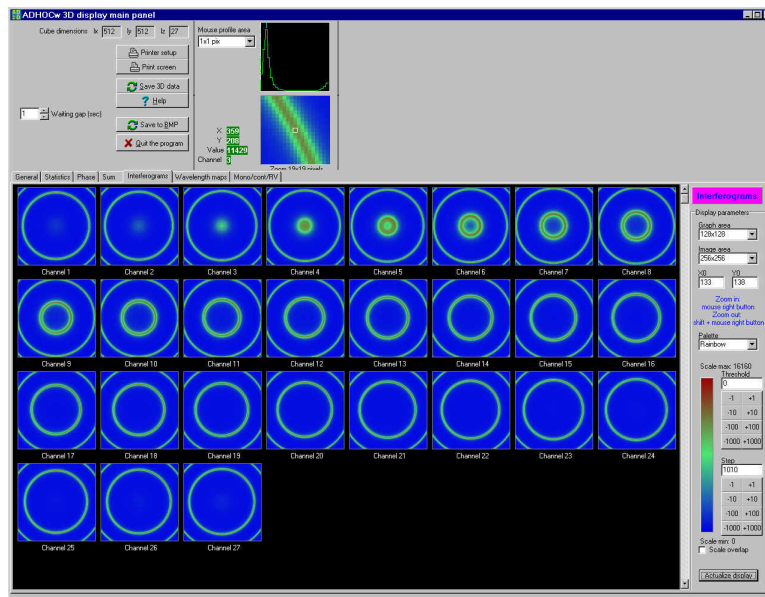 ADHOCw 3D display main panel
Cube dimensions lx 512 ly 512 lz 27
Printer setup
Print screen
Save 3D data
? Help
1 Waiting gap (sec)
Save to BMP
Quit the program
Mouse profile area
1x1 pix
X 359
Y 208
Value 11429
Channel 3
Zoom 19x19 pixels
General Statistics Phase Sum Interferograms Wavelength maps Mono/cont/RV
Channel 1 Channel 2 Channel 3 Channel 4 Channel 5 Channel 6 Channel 7 Channel 8
Channel 9 Channel 10 Channel 11 Channel 12 Channel 13 Channel 14 Channel 15 Channel 16
Channel 17 Channel 18 Channel 19 Channel 20 Channel 21 Channel 22 Channel 23 Channel 24
Channel 25 Channel 26 Channel 27
Interferograms
Display parameters
Graph area
128x128
Image area
256x256
X0 Y0
133 138
Zoom in:
mouse right button
Zoom out:
shift + mouse right button
Palette
Rainbow
Scale max: 16160
Threshold
0
-1 +1
-10 +10
-100 +100
-1000 +1000
Step
1010
-1 +1
-10 +10
-100 +100
-1000 +1000
Scale min: 0
Scale overlap
Actualize display